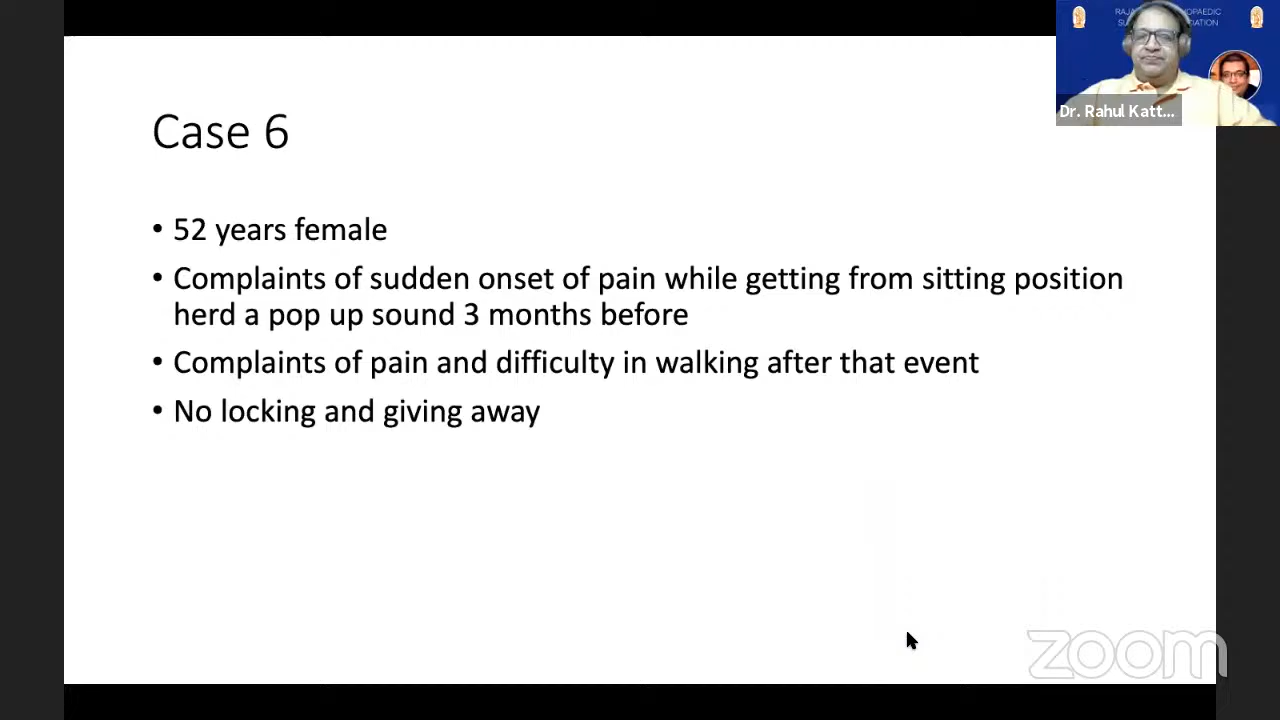 Case 6
• 52 years female
• Complaints of sudden onset of pain while getting from sitting position
herd a pop up sound 3 months before
• Complaints of pain and difficulty in walking after that event
• No locking and giving away
Dr. Rahul Katt...
zoom